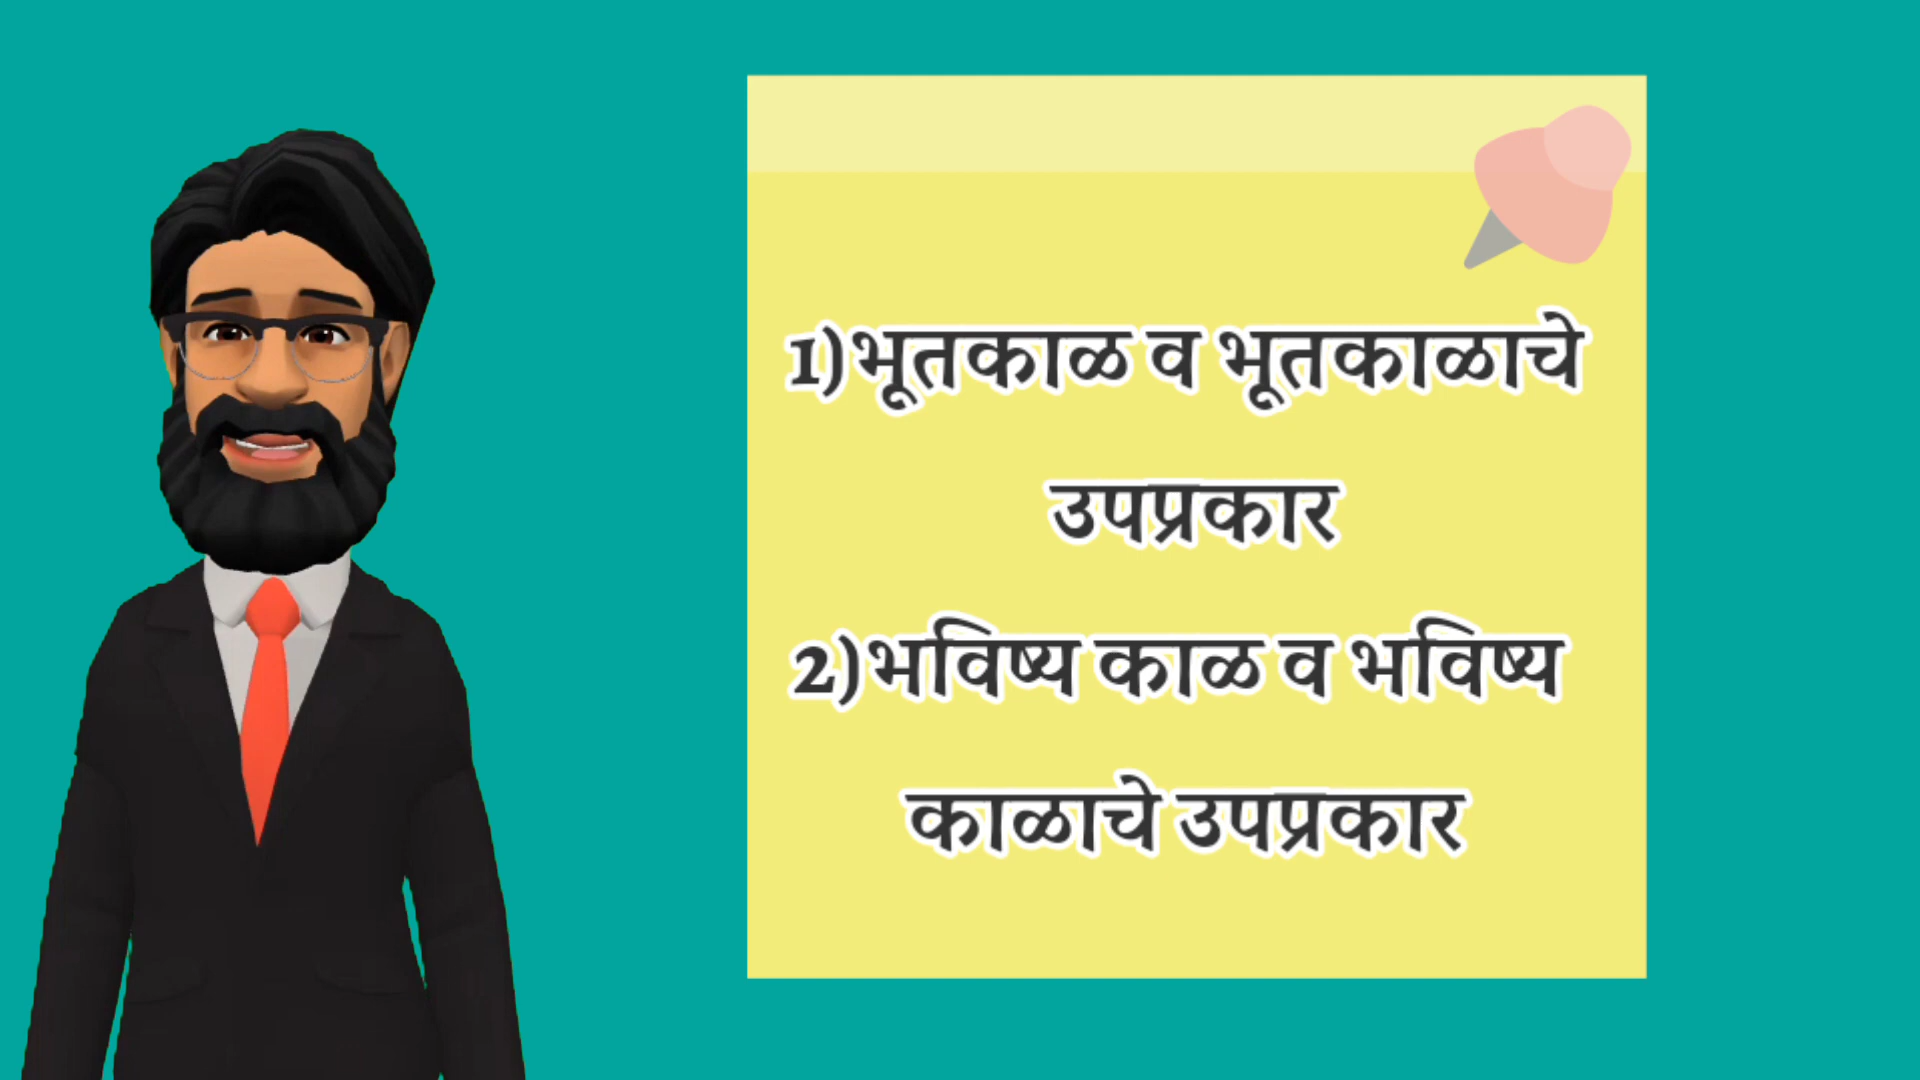 1)भूतकाळ व भूतकाळाचे
उपप्रकार
2)भविष्य काळ व भविष्य
काळाचे उपप्रकार